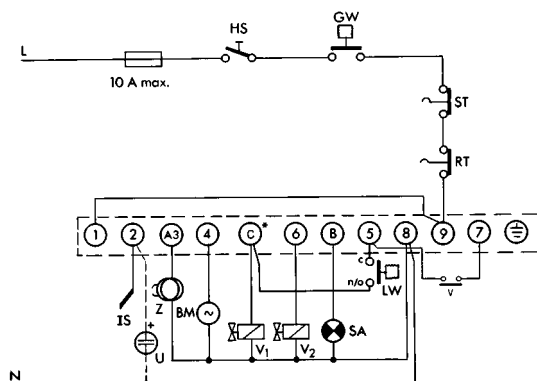 HS
GW
L
10 A max.
ST
RT
1 2 A3 4 C* 6 B 5 8 9 7
c
n/o
LW
V
IS
Z
BM
+
U
V1
V2
SA
N